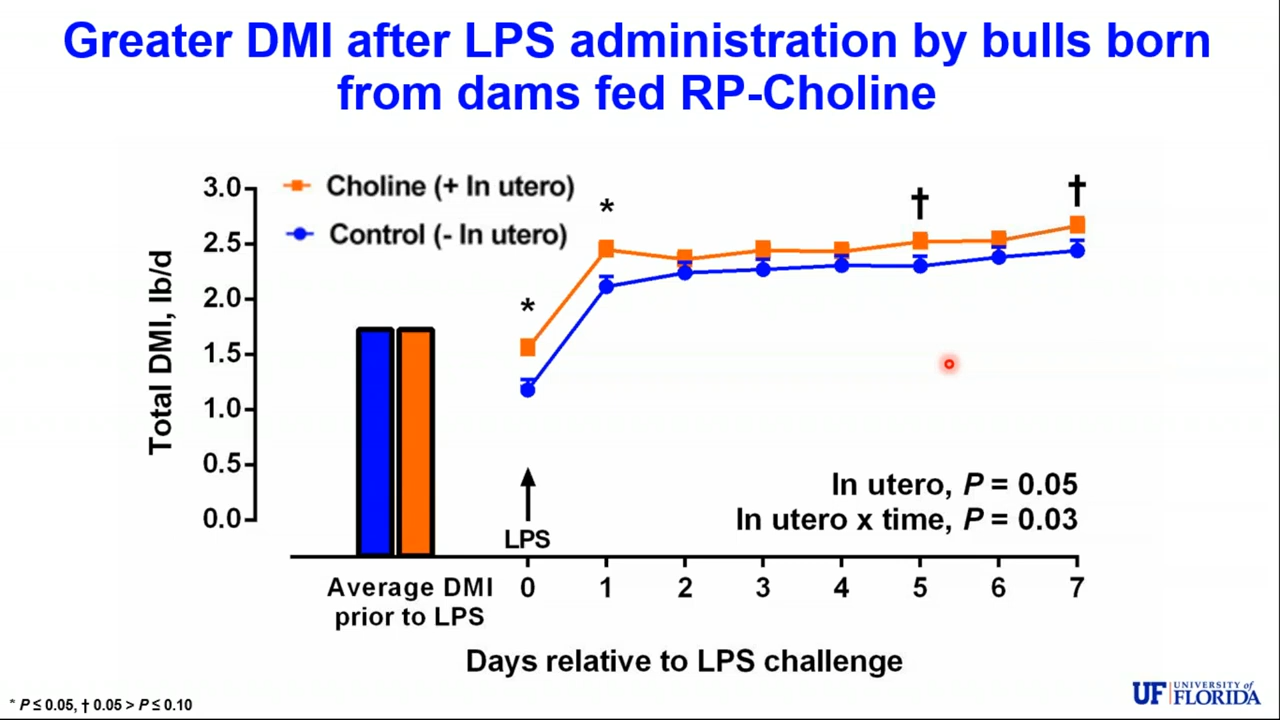 Greater DMI after LPS administration by bulls born
from dams fed RP-Choline
Choline (+ In utero)
Control (- In utero)
Total DMI, lb/d
3.0
2.5
2.0
1.5
1.0
0.5
0.0
*
*
†
†
LPS
In utero, P = 0.05
In utero x time, P = 0.03
Average DMI
prior to LPS
0 1 2 3 4 5 6 7
Days relative to LPS challenge
* P ≤ 0.05, † 0.05 > P ≤ 0.10
UF UNIVERSITY of
FLORIDA